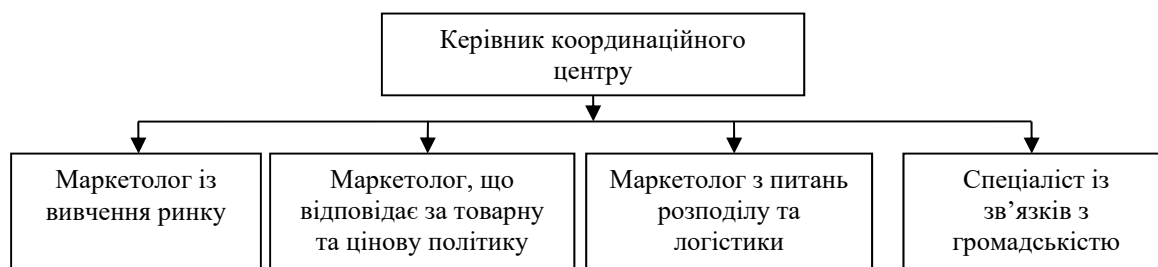 Керівник координаційного
центру
Маркетолог із
вивчення ринку
Маркетолог, що
відповідає за товарну
та цінову політику
Маркетолог з питань
розподілу та
логістики
Спеціаліст із
зв’язків з
громадськістю